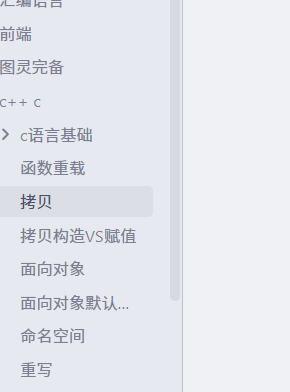 汇编语言
前端
图灵完备
c++ c
c语言基础
函数重载
拷贝
拷贝构造VS赋值
面向对象
面向对象默认...
命名空间
重写